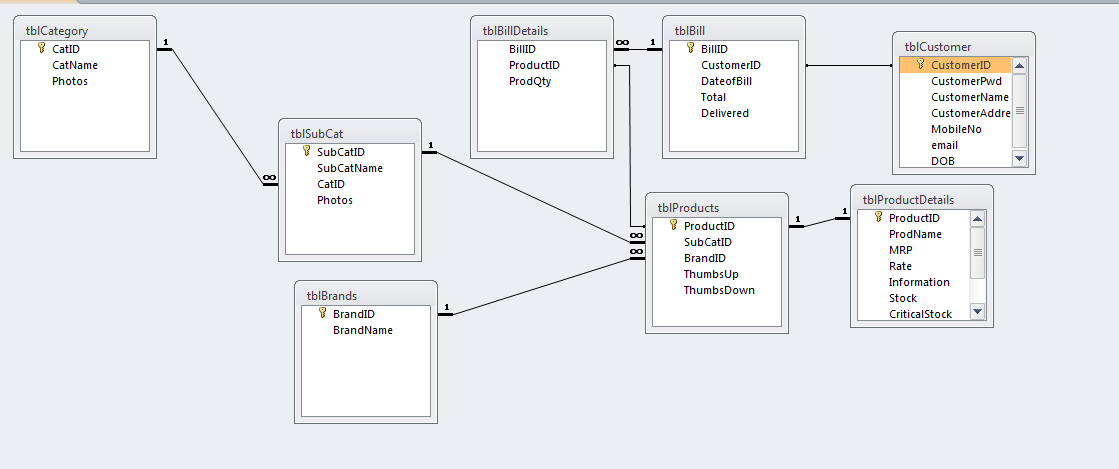 tblCategory
CatID
CatName
Photos
1
∞
tblSubCat
SubCatID
SubCatName
CatID
Photos
1
tblBrands
BrandID
BrandName
1
tblBillDetails
BillID
ProductID
ProdQty
∞
1
tblBill
BillID
CustomerID
DateofBill
Total
Delivered
tblCustomer
CustomerID
CustomerPwd
CustomerName
CustomerAddre
MobileNo
email
DOB
∞
∞
tblProducts
ProductID
SubCatID
BrandID
ThumbsUp
ThumbsDown
1
1
tblProductDetails
ProductID
ProdName
MRP
Rate
Information
Stock
CriticalStock